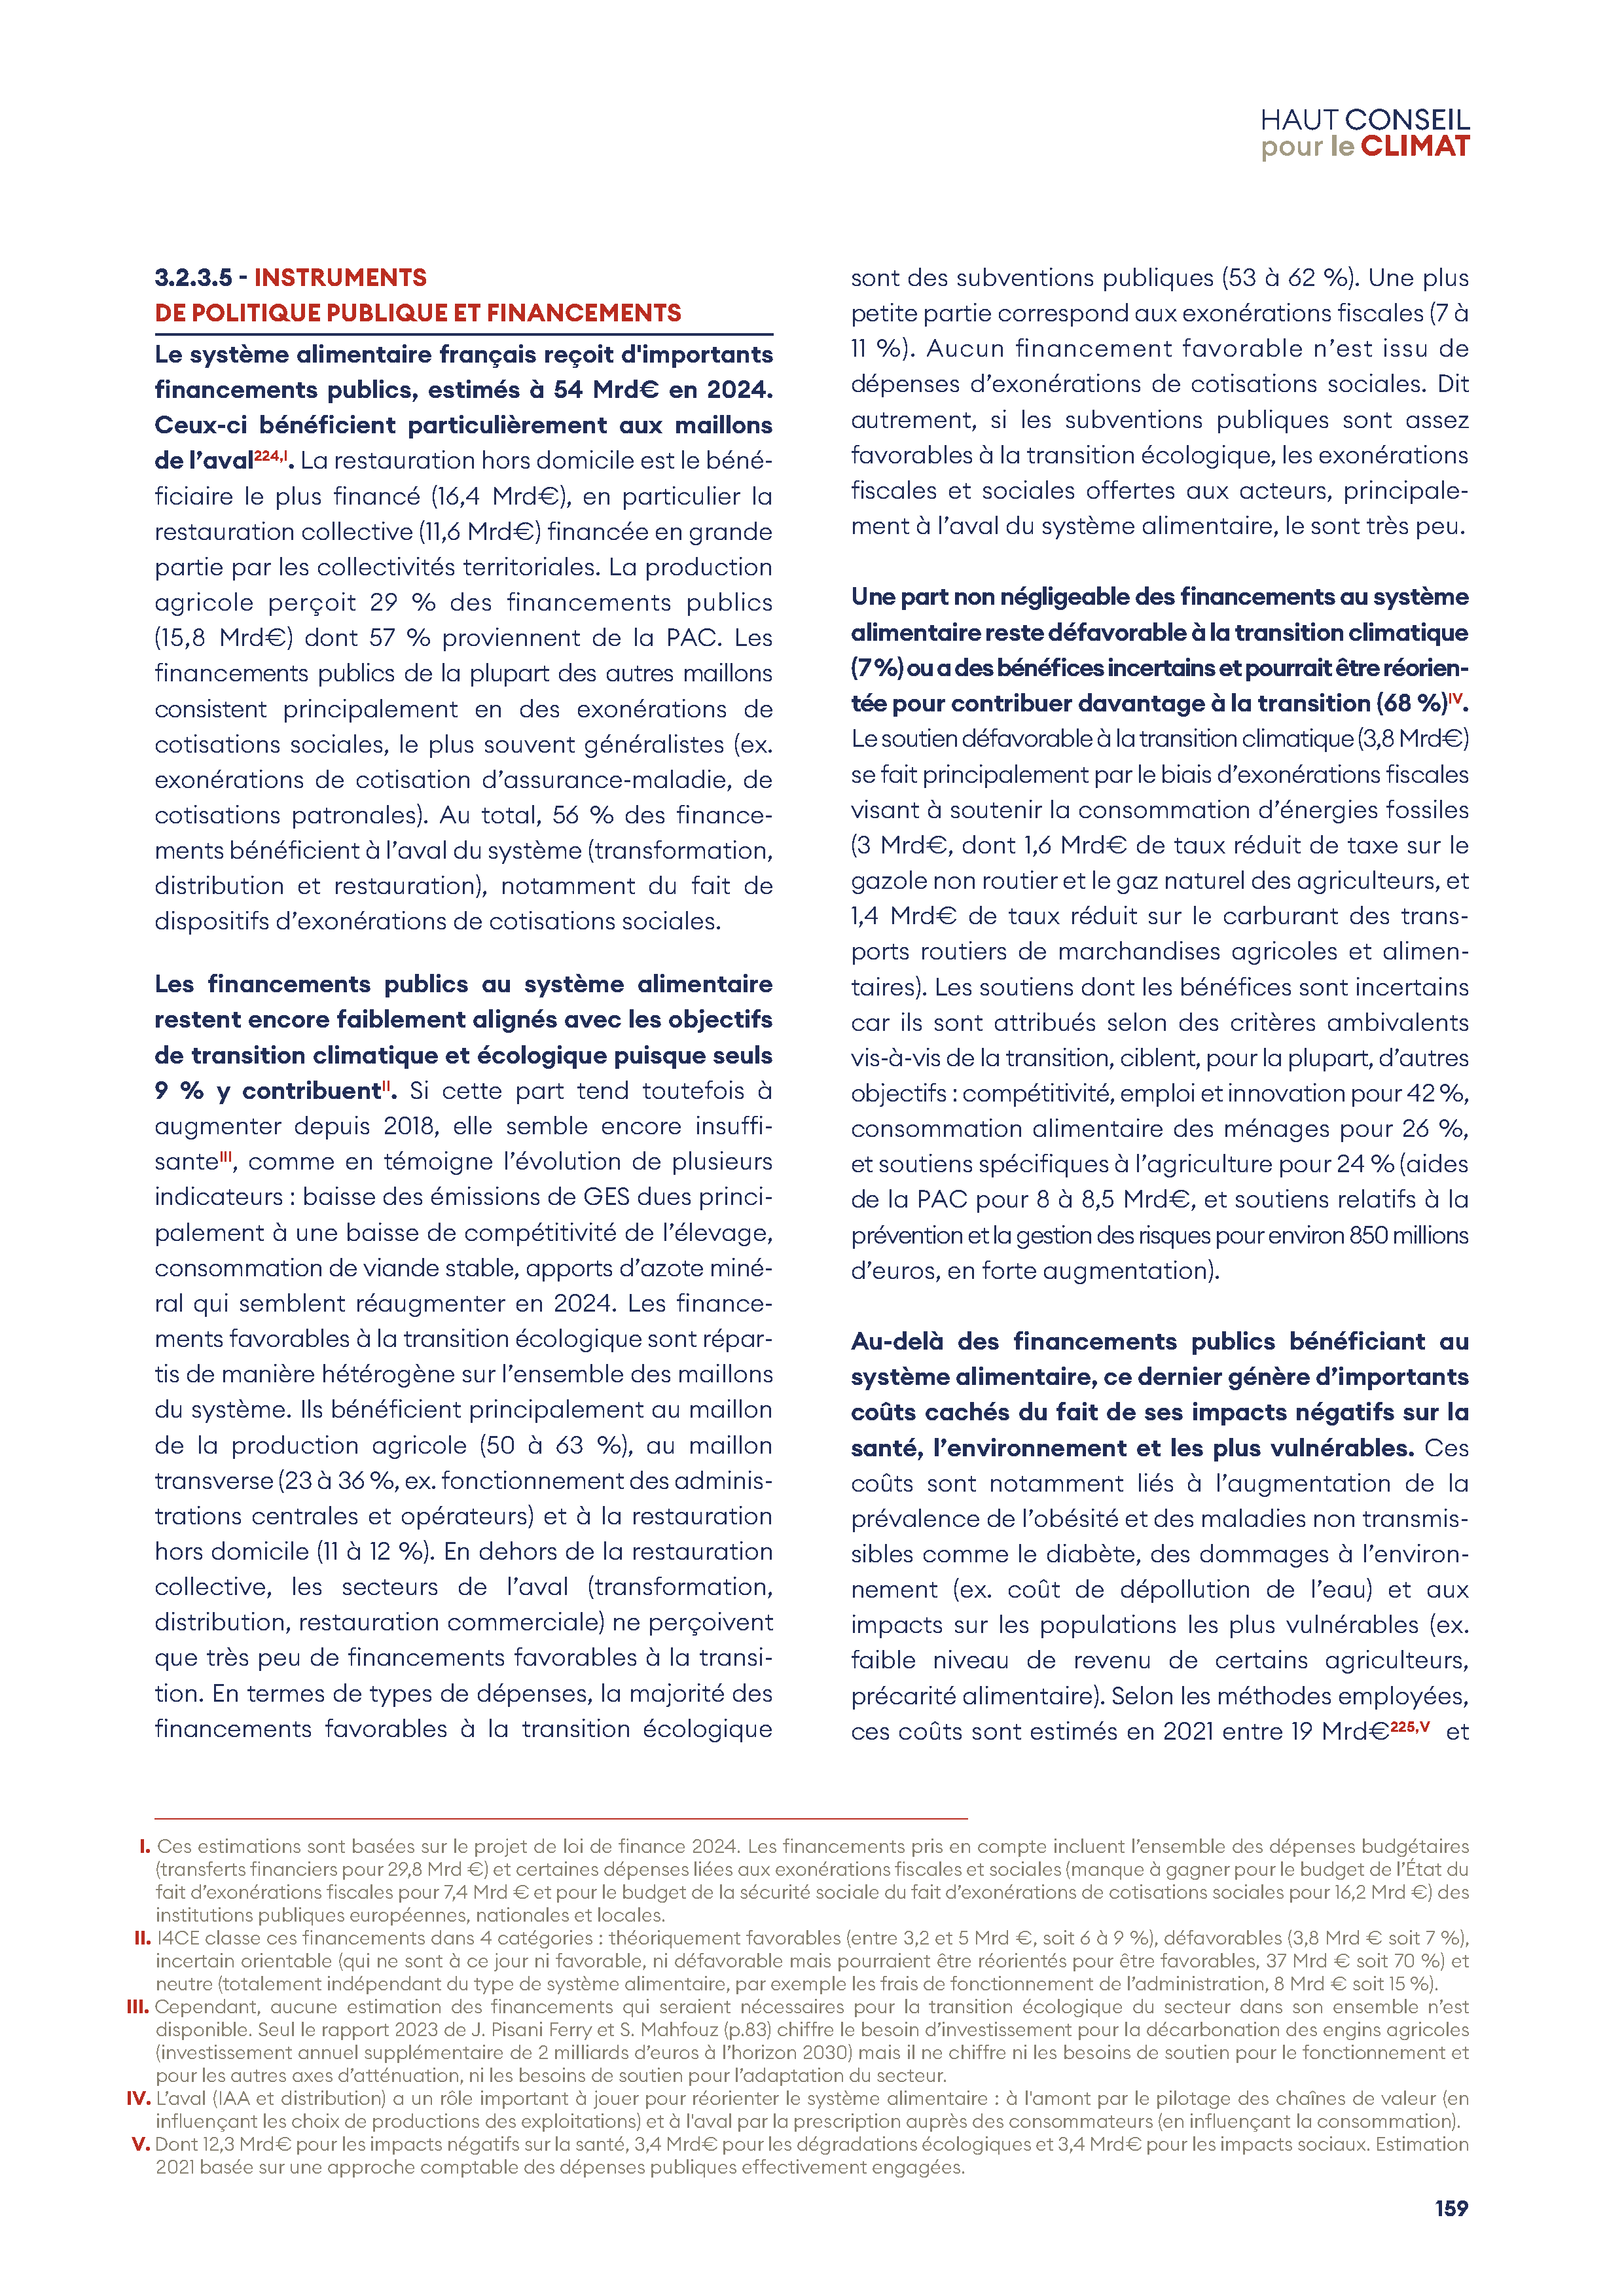 HAUT CONSEIL
pour le CLIMAT
3.2.3.5 - INSTRUMENTS
DE POLITIQUE PUBLIQUE ET FINANCEMENTS
Le système alimentaire français reçoit d'importants
financements publics, estimés à 54 Mrd€ en 2024.
Ceux-ci bénéficient particulièrement aux maillons
de l’aval224,I. La restauration hors domicile est le béné-
ficiaire le plus financé (16,4 Mrd€), en particulier la
restauration collective (11,6 Mrd€) financée en grande
partie par les collectivités territoriales. La production
agricole perçoit 29 % des financements publics
(15,8 Mrd€) dont 57 % proviennent de la PAC. Les
financements publics de la plupart des autres maillons
consistent principalement en des exonérations de
cotisations sociales, le plus souvent généralistes (ex.
exonérations de cotisation d’assurance-maladie, de
cotisations patronales). Au total, 56 % des finance-
ments bénéficient à l’aval du système (transformation,
distribution et restauration), notamment du fait de
dispositifs d’exonérations de cotisations sociales.
Les financements publics au système alimentaire
restent encore faiblement alignés avec les objectifs
de transition climatique et écologique puisque seuls
9 % y contribuentII. Si cette part tend toutefois à
augmenter depuis 2018, elle semble encore insuffi-
santeIII, comme en témoigne l’évolution de plusieurs
indicateurs : baisse des émissions de GES dues princi-
palement à une baisse de compétitivité de l’élevage,
consommation de viande stable, apports d’azote miné-
ral qui semblent réaugmenter en 2024. Les finance-
ments favorables à la transition écologique sont répar-
tis de manière hétérogène sur l’ensemble des maillons
du système. Ils bénéficient principalement au maillon
de la production agricole (50 à 63 %), au maillon
transverse (23 à 36 %, ex. fonctionnement des adminis-
trations centrales et opérateurs) et à la restauration
hors domicile (11 à 12 %). En dehors de la restauration
collective, les secteurs de l’aval (transformation,
distribution, restauration commerciale) ne perçoivent
que très peu de financements favorables à la transi-
tion. En termes de types de dépenses, la majorité des
financements favorables à la transition écologique
sont des subventions publiques (53 à 62 %). Une plus
petite partie correspond aux exonérations fiscales (7 à
11 %). Aucun financement favorable n’est issu de
dépenses d’exonérations de cotisations sociales. Dit
autrement, si les subventions publiques sont assez
favorables à la transition écologique, les exonérations
fiscales et sociales offertes aux acteurs, principale-
ment à l’aval du système alimentaire, le sont très peu.
Une part non négligeable des financements au système
alimentaire reste défavorable à la transition climatique
(7 %) ou a des bénéfices incertains et pourrait être réorien-
tée pour contribuer davantage à la transition (68 %)IV.
Le soutien défavorable à la transition climatique (3,8 Mrd€)
se fait principalement par le biais d’exonérations fiscales
visant à soutenir la consommation d’énergies fossiles
(3 Mrd€, dont 1,6 Mrd€ de taux réduit de taxe sur le
gazole non routier et le gaz naturel des agriculteurs, et
1,4 Mrd€ de taux réduit sur le carburant des trans-
ports routiers de marchandises agricoles et alimen-
taires). Les soutiens dont les bénéfices sont incertains
car ils sont attribués selon des critères ambivalents
vis-à-vis de la transition, ciblent, pour la plupart, d’autres
objectifs : compétitivité, emploi et innovation pour 42 %,
consommation alimentaire des ménages pour 26 %,
et soutiens spécifiques à l’agriculture pour 24 % (aides
de la PAC pour 8 à 8,5 Mrd€, et soutiens relatifs à la
prévention et la gestion des risques pour environ 850 millions
d’euros, en forte augmentation).
Au-delà des financements publics bénéficiant au
système alimentaire, ce dernier génère d’importants
coûts cachés du fait de ses impacts négatifs sur la
santé, l’environnement et les plus vulnérables. Ces
coûts sont notamment liés à l’augmentation de la
prévalence de l’obésité et des maladies non transmis-
sibles comme le diabète, des dommages à l’environ-
nement (ex. coût de dépollution de l’eau) et aux
impacts sur les populations les plus vulnérables (ex.
faible niveau de revenu de certains agriculteurs,
précarité alimentaire). Selon les méthodes employées,
ces coûts sont estimés en 2021 entre 19 Mrd€225,V et
I. Ces estimations sont basées sur le projet de loi de finance 2024. Les financements pris en compte incluent l’ensemble des dépenses budgétaires
(transferts financiers pour 29,8 Mrd €) et certaines dépenses liées aux exonérations fiscales et sociales (manque à gagner pour le budget de l’État du
fait d’exonérations fiscales pour 7,4 Mrd € et pour le budget de la sécurité sociale du fait d’exonérations de cotisations sociales pour 16,2 Mrd €) des
institutions publiques européennes, nationales et locales.
II. I4CE classe ces financements dans 4 catégories : théoriquement favorables (entre 3,2 et 5 Mrd €, soit 6 à 9 %), défavorables (3,8 Mrd € soit 7 %),
incertain orientable (qui ne sont à ce jour ni favorable, ni défavorable mais pourraient être réorientés pour être favorables, 37 Mrd € soit 70 %) et
neutre (totalement indépendant du type de système alimentaire, par exemple les frais de fonctionnement de l’administration, 8 Mrd € soit 15 %).
III. Cependant, aucune estimation des financements qui seraient nécessaires pour la transition écologique du secteur dans son ensemble n’est
disponible. Seul le rapport 2023 de J. Pisani Ferry et S. Mahfouz (p.83) chiffre le besoin d’investissement pour la décarbonation des engins agricoles
(investissement annuel supplémentaire de 2 milliards d’euros à l’horizon 2030) mais il ne chiffre ni les besoins de soutien pour le fonctionnement et
pour les autres axes d’atténuation, ni les besoins de soutien pour l’adaptation du secteur.
IV. L’aval (IAA et distribution) a un rôle important à jouer pour réorienter le système alimentaire : à l'amont par le pilotage des chaînes de valeur (en
influençant les choix de productions des exploitations) et à l'aval par la prescription auprès des consommateurs (en influençant la consommation).
V. Dont 12,3 Mrd€ pour les impacts négatifs sur la santé, 3,4 Mrd€ pour les dégradations écologiques et 3,4 Mrd€ pour les impacts sociaux. Estimation
2021 basée sur une approche comptable des dépenses publiques effectivement engagées.
159